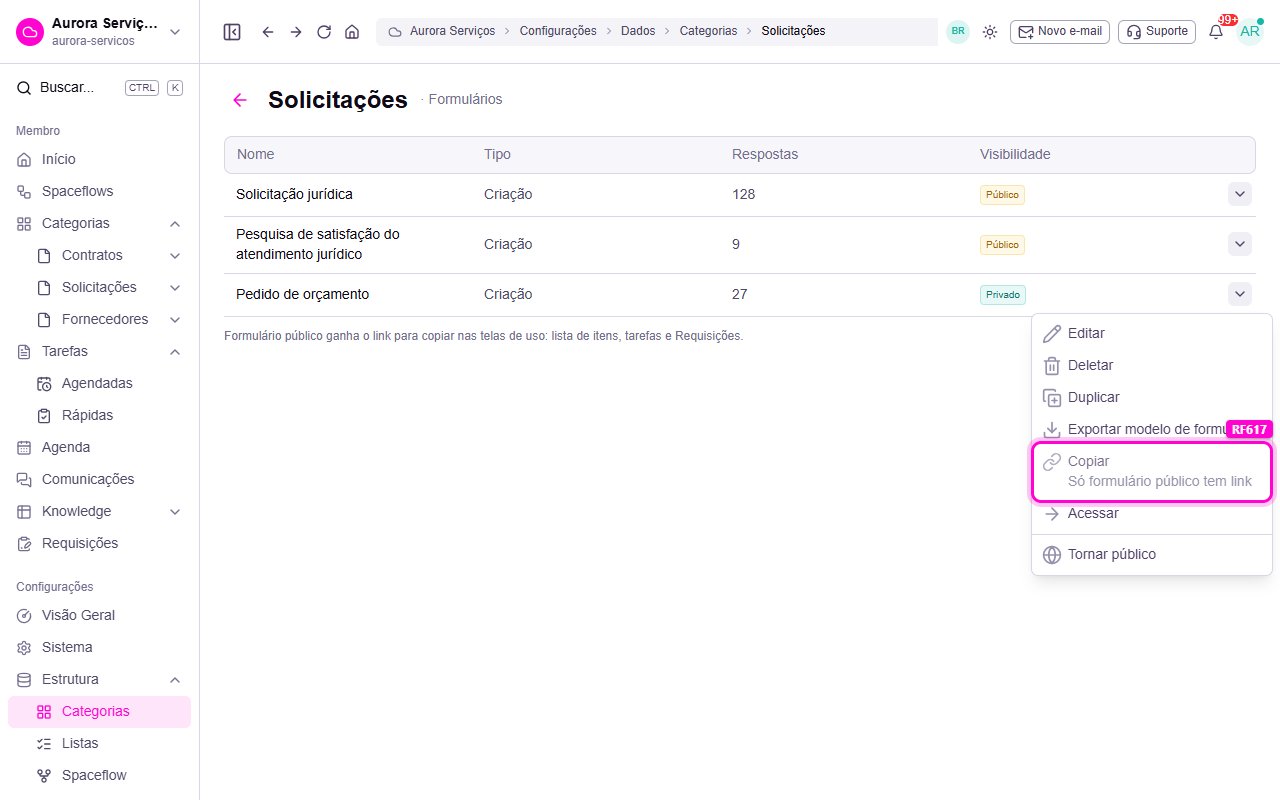 Aurora Serviç...
aurora-servicos
Aurora Serviços
Configurações
Dados
Categorias
Solicitações
BR
Novo e-mail
Suporte
99+
AR
Buscar...
CTRL
K
Membro
Início
Spaceflows
Categorias
Contratos
Solicitações
Fornecedores
Tarefas
Agendadas
Rápidas
Agenda
Comunicações
Knowledge
Requisições
Configurações
Visão Geral
Sistema
Estrutura
Categorias
Listas
Spaceflow
Solicitações · Formulários
Nome Tipo Respostas Visibilidade
Solicitação jurídica Criação 128 Público
Pesquisa de satisfação do
atendimento jurídico Criação 9 Público
Pedido de orçamento Criação 27 Privado
Formulário público ganha o link para copiar nas telas de uso: lista de itens, tarefas e Requisições.
Editar
Deletar
Duplicar
Exportar modelo de formu
RF617
Copiar
Só formulário público tem link
Acessar
Tornar público